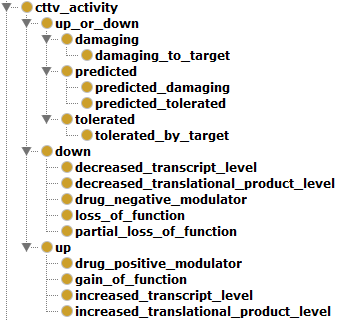 cttv_activity
up_or_down
damaging
damaging_to_target
predicted
predicted_damaging
predicted_tolerated
tolerated
tolerated_by_target
down
decreased_transcript_level
decreased_translational_product_level
drug_negative_modulator
loss_of_function
partial_loss_of_function
up
drug_positive_modulator
gain_of_function
increased_transcript_level
increased_translational_product_level